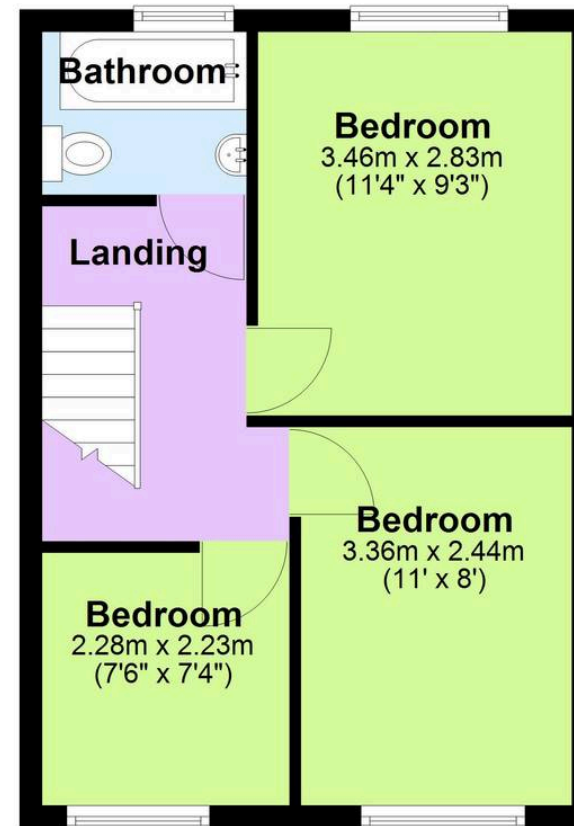 Bathroom
Bedroom
3.46m x 2.83m
(11'4" x 9'3")
Landing
Bedroom
3.36m x 2.44m
(11' x 8')
Bedroom
2.28m x 2.23m
(7'6" x 7'4")